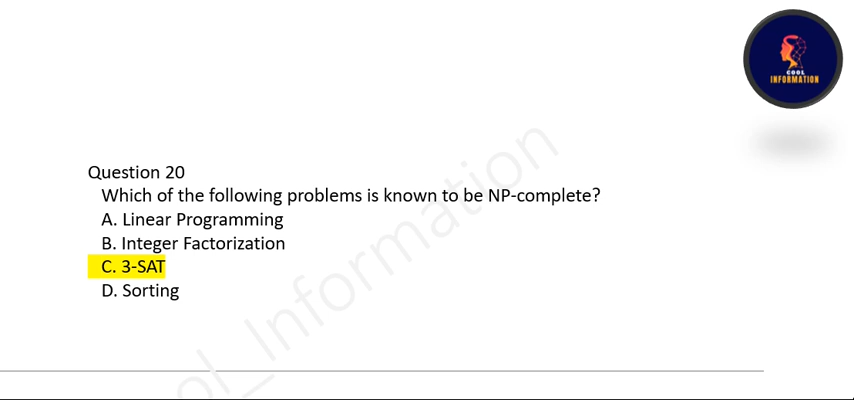 COOL
INFORMATION
Question 20
Which of the following problems is known to be NP-complete?
A. Linear Programming
B. Integer Factorization
C. 3-SAT
D. Sorting
ol_Information